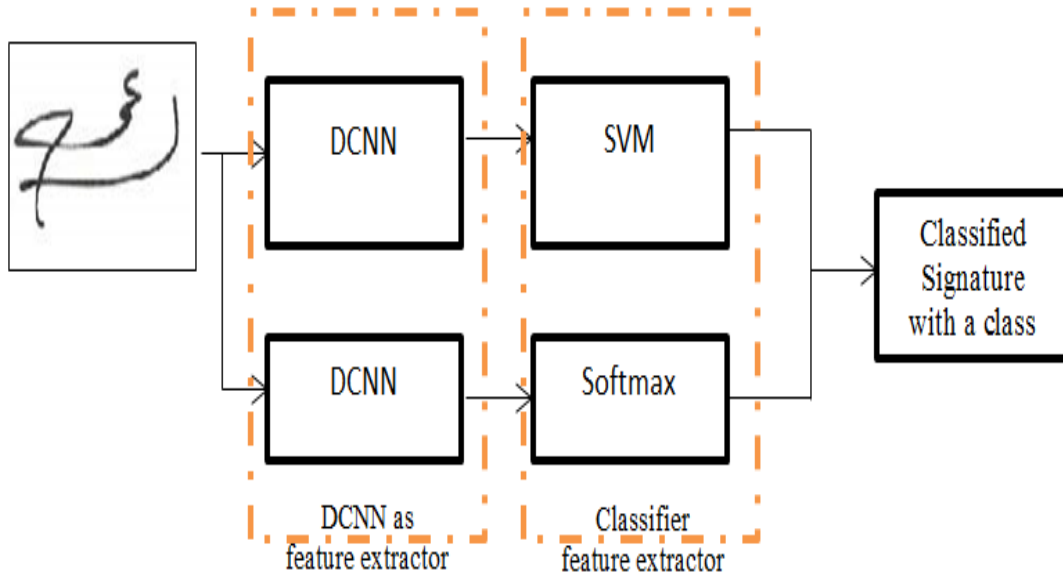 DCNN
SVM
DCNN
Softmax
Classified
Signature
with a class
DCNN as
feature extractor
Classifier
feature extractor